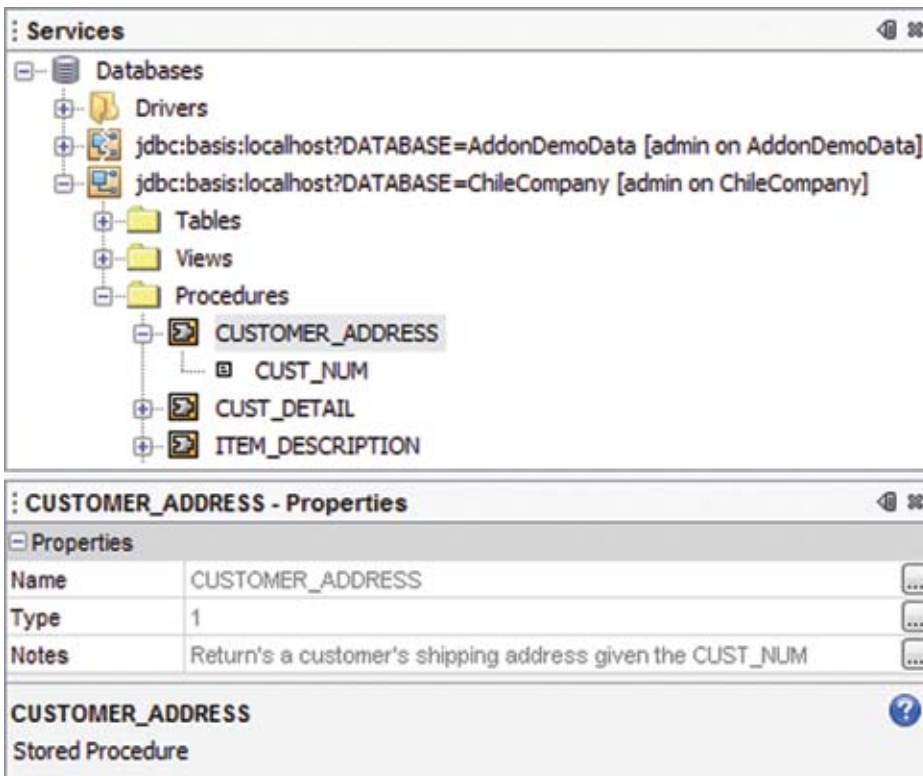 Services
Databases
Drivers
jdbc:basis:localhost?DATABASE=AddonDemoData [admin on AddonDemoData]
jdbc:basis:localhost?DATABASE=ChileCompany [admin on ChileCompany]
Tables
Views
Procedures
CUSTOMER_ADDRESS
CUST_NUM
CUST_DETAIL
ITEM_DESCRIPTION
CUSTOMER_ADDRESS - Properties
Properties
Name CUSTOMER_ADDRESS ...
Type 1 ...
Notes Return's a customer's shipping address given the CUST_NUM ...
CUSTOMER_ADDRESS
Stored Procedure